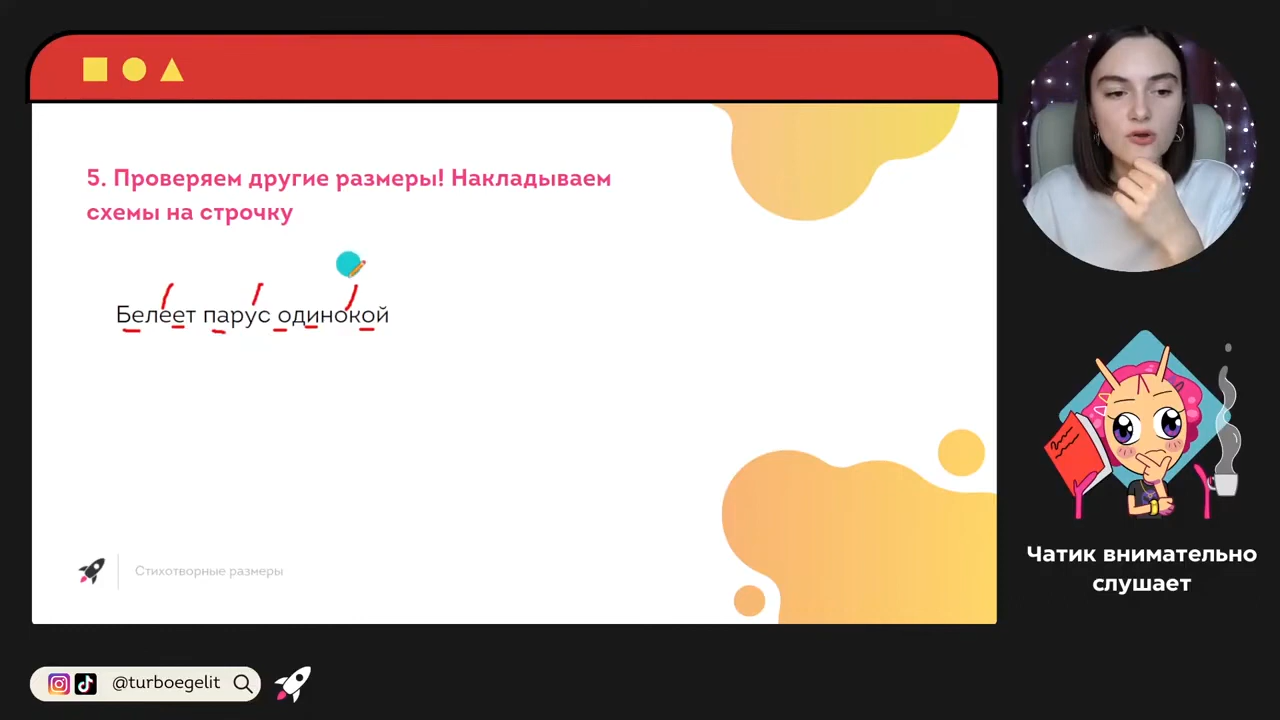 5. Проверяем другие размеры! Накладываем
схемы на строчку
Белеет парус одинокой
Стихотворные размеры
Чатик внимательно
слушает
@turboegelit